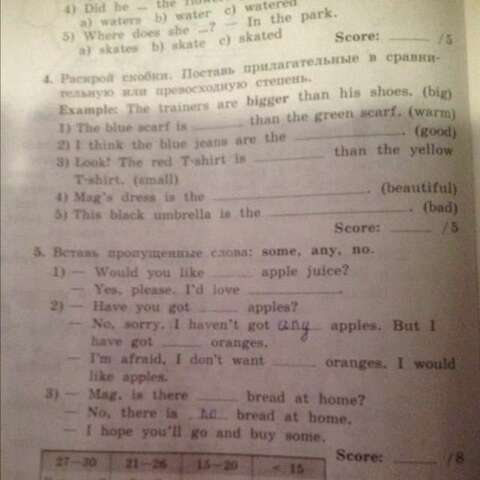 4) Did he — the
a) waters b) water c) watered
5) Where does she ...? — In the park.
a) skates b) skate c) skated
Score: ___ /5
4. Раскрой скобки. Поставь прилагательные в сравни-
тельную или превосходную степень.
Example: The trainers are bigger than his shoes. (big)
1) The blue scarf is ___ than the green scarf. (warm)
2) I think the blue jeans are the ___ . (good)
3) Look! The red T-shirt is ___ than the yellow
T-shirt. (small)
4) Mag's dress is the ___ . (beautiful)
5) This black umbrella is the ___ . (bad)
Score: ___ /5
5. Вставь пропущенные слова: some, any, no.
1) — Would you like ___ apple juice?
— Yes, please. I'd love ___ .
2) — Have you got ___ apples?
— No, sorry. I haven't got any apples. But I
have got ___ oranges.
— I'm afraid, I don't want ___ oranges. I would
like apples.
3) — Mag, is there ___ bread at home?
— No, there is no bread at home.
— I hope you'll go and buy some.
Score: ___ /8
27—30 21—26 15—20 < 15